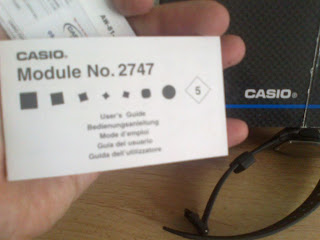 CASIO®
Module No. 2747
5
User's Guide
Bedienungsanleitung
Mode d'emploi
Guía del usuario
Guida dell'utilizzatore
CASIO®